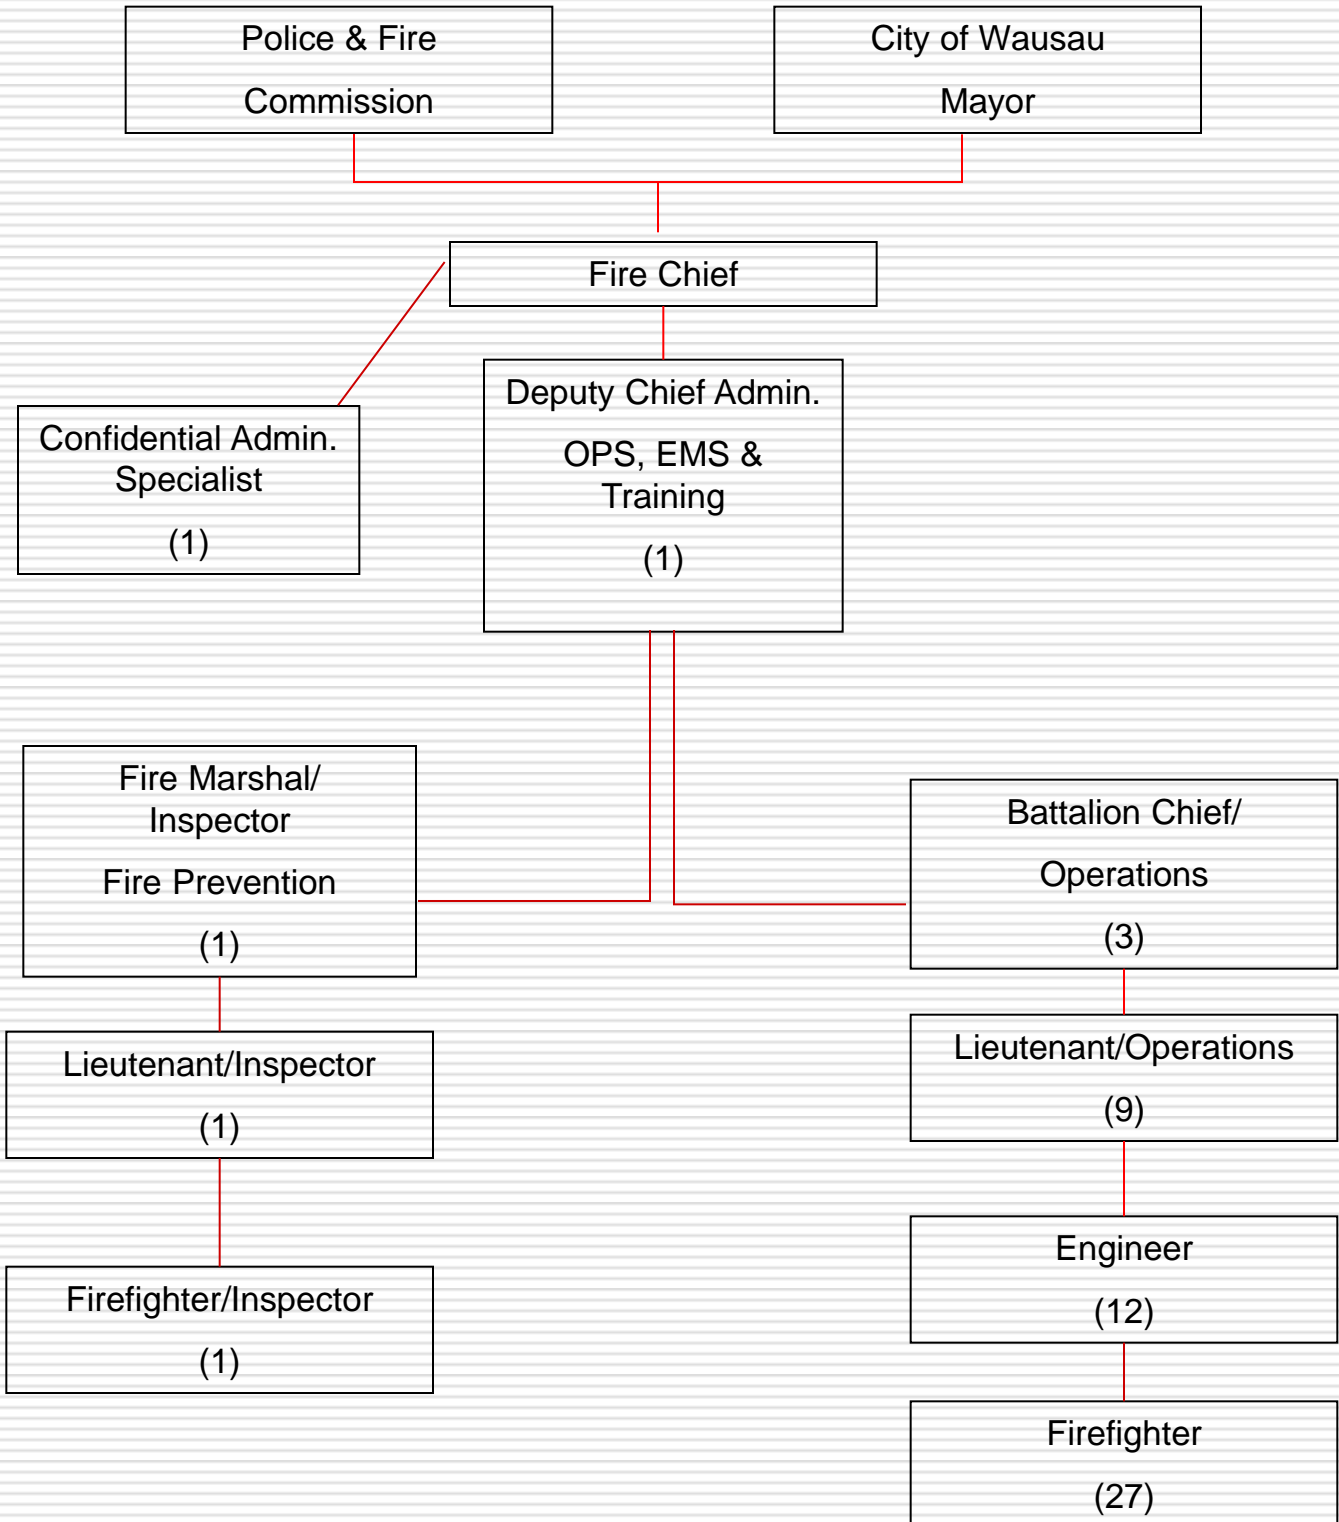 Police & Fire
Commission
City of Wausau
Mayor
Fire Chief
Deputy Chief Admin.
OPS, EMS &
Training
(1)
Confidential Admin.
Specialist
(1)
Fire Marshal/
Inspector
Fire Prevention
(1)
Battalion Chief/
Operations
(3)
Lieutenant/Inspector
(1)
Lieutenant/Operations
(9)
Firefighter/Inspector
(1)
Engineer
(12)
Firefighter
(27)